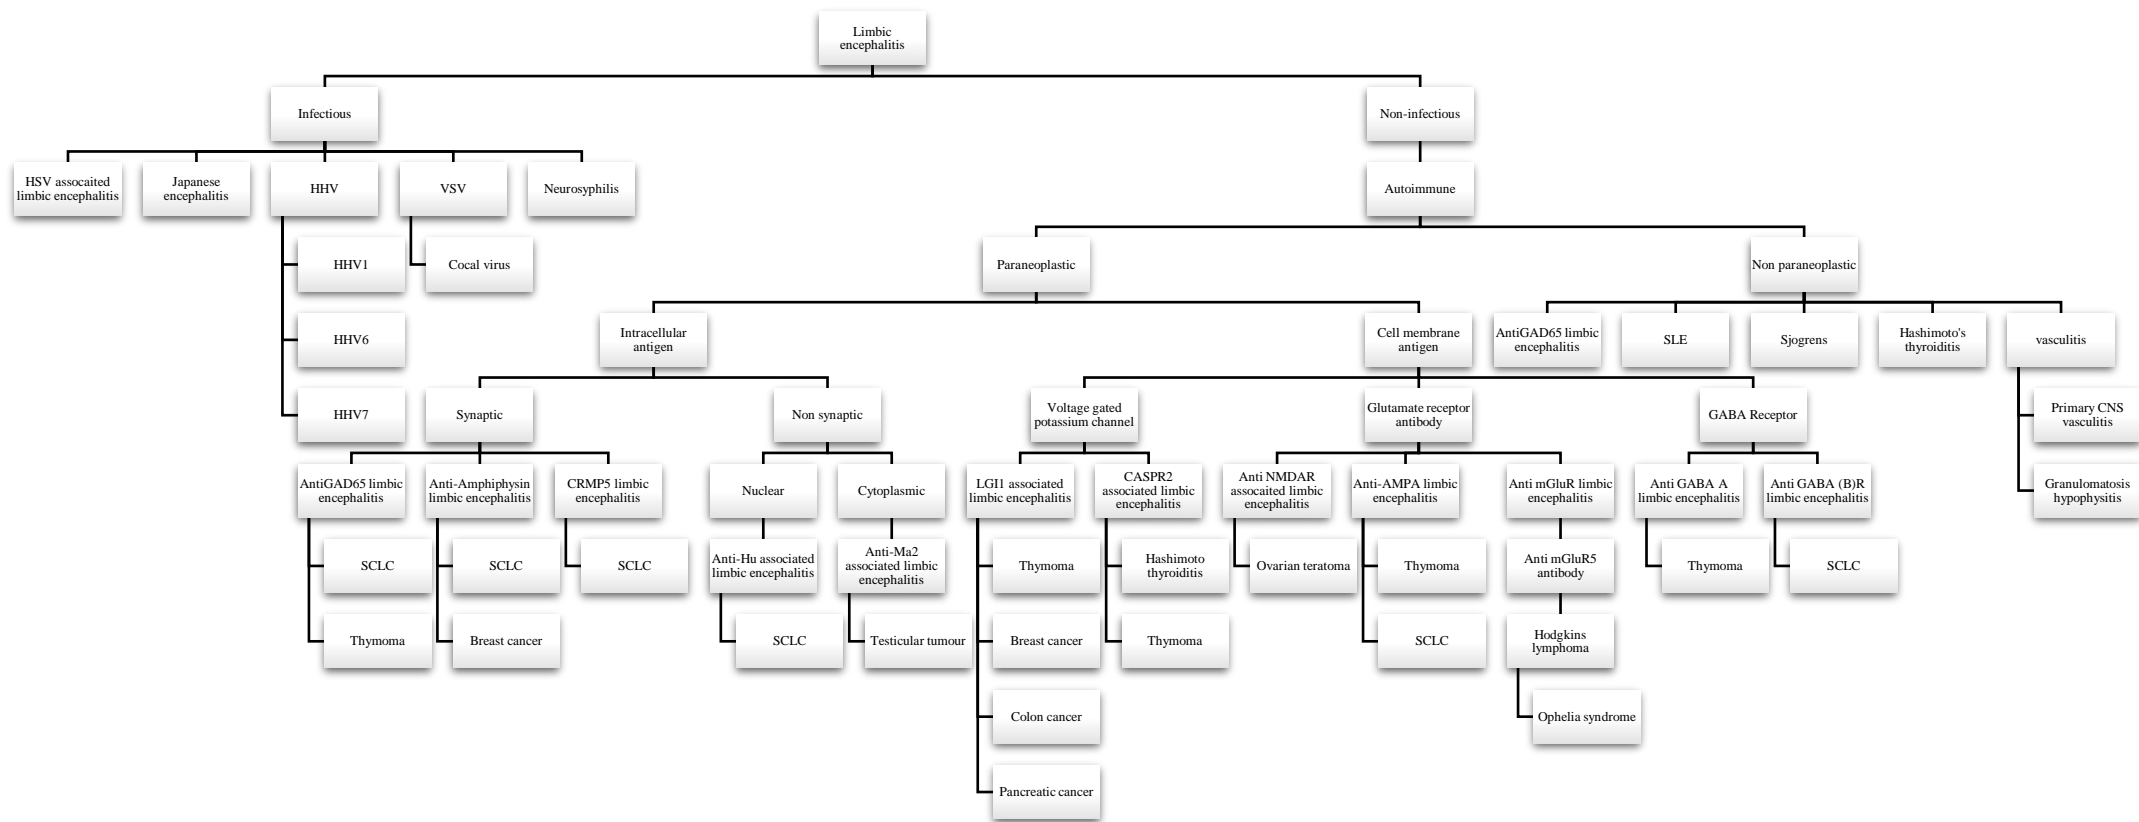 Limbic
encephalitis
Infectious
Non-infectious
HSV assocaited
limbic encephalitis
Japanese
encephalitis
HHV
VSV
Neurosyphilis
Autoimmune
HHV1
Cocal virus
Paraneoplastic
Non paraneoplastic
HHV6
Intracellular
antigen
Cell membrane
antigen
AntiGAD65 limbic
encephalitis
SLE
Sjogrens
Hashimoto's
thyroiditis
vasculitis
HHV7
Synaptic
Non synaptic
Voltage gated
potassium channel
Glutamate receptor
antibody
GABA Receptor
Primary CNS
vasculitis
AntiGAD65 limbic
encephalitis
Anti-Amphiphysin
limbic encephalitis
CRMP5 limbic
encephalitis
Nuclear
Cytoplasmic
LGI1 associated
limbic encephalitis
CASPR2
associated limbic
encephalitis
Anti NMDAR
assocaited limbic
encephalitis
Anti-AMPA limbic
encephalitis
Anti mGluR limbic
encephalitis
Anti GABA A
limbic encephalitis
Anti GABA (B)R
limbic encephalitis
Granulomatosis
hypophysitis
SCLC
SCLC
SCLC
Anti-Hu associated
limbic encephalitis
Anti-Ma2
associated limbic
encephalitis
Thymoma
Hashimoto
thyroiditis
Ovarian teratoma
Thymoma
Anti mGluR5
antibody
Thymoma
SCLC
Thymoma
Breast cancer
SCLC
Testicular tumour
Breast cancer
Thymoma
SCLC
Hodgkins
lymphoma
Colon cancer
Ophelia syndrome
Pancreatic cancer